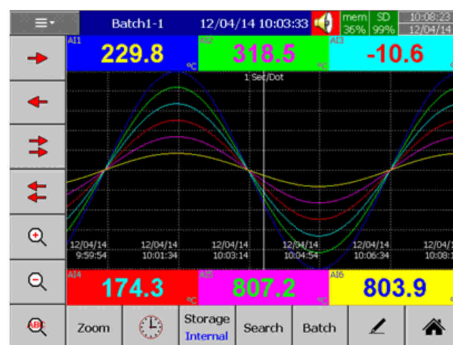 Batch1-1 12/04/14 10:03:33 mem 36% SD 99% 10:08:23 12/04/14
AI1 229.8 °C AI2 318.5 °C AI3 -10.6 °C
1 Sec/Dot
12/04/14 12/04/14 12/04/14 12/04/14 12/04/14 12/04/1
9:59:54 10:01:34 10:03:14 10:04:54 10:06:34 10:08:1
AI4 174.3 °C AI5 807.2 °C AI6 803.9 °C
ABC Zoom Storage Internal Search Batch